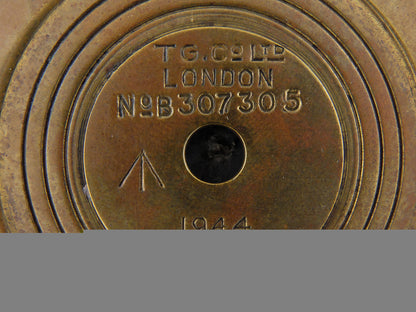 T.G. Co LTD
LONDON
No B307305
1944